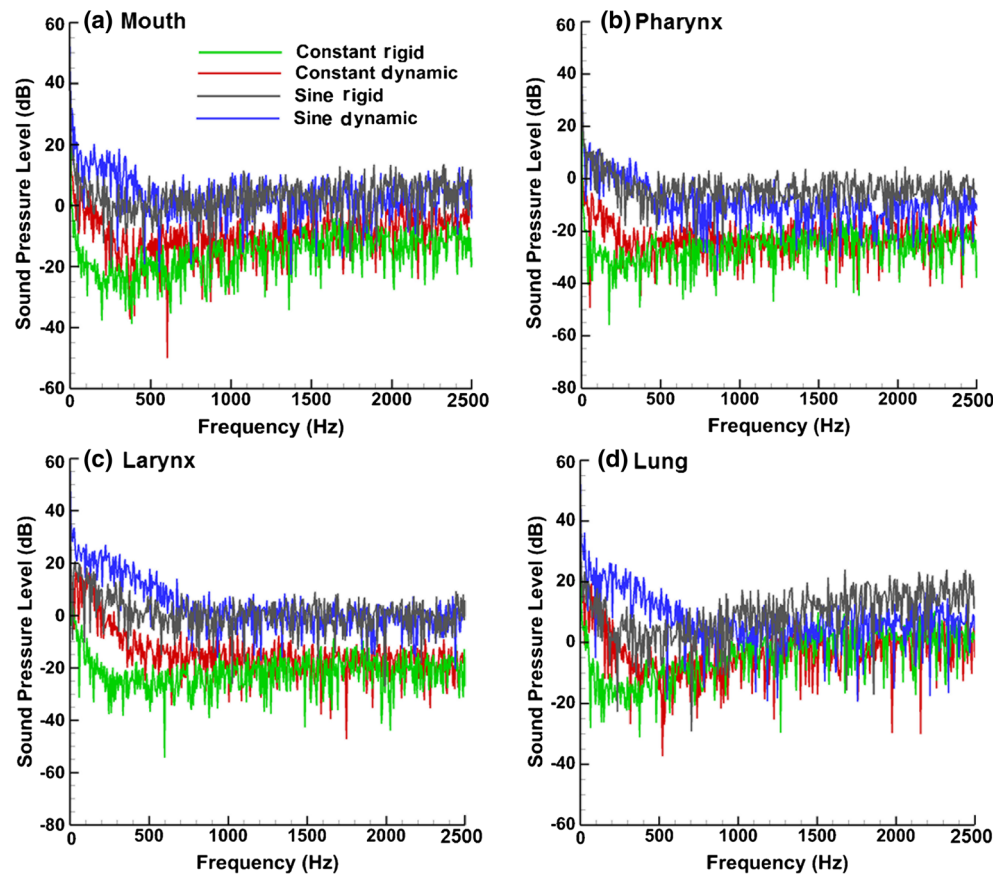 (a) Mouth
Constant rigid
Constant dynamic
Sine rigid
Sine dynamic
Sound Pressure Level (dB)
60
40
20
0
-20
-40
-60
0 500 1000 1500 2000 2500
Frequency (Hz)
(b) Pharynx
Sound Pressure Level (dB)
60
40
20
0
-20
-40
-60
-80
0 500 1000 1500 2000 2500
Frequency (Hz)
(c) Larynx
Sound Pressure Level (dB)
60
40
20
0
-20
-40
-60
-80
0 500 1000 1500 2000 2500
Frequency (Hz)
(d) Lung
Sound Pressure Level (dB)
60
40
20
0
-20
-40
-60
0 500 1000 1500 2000 2500
Frequency (Hz)